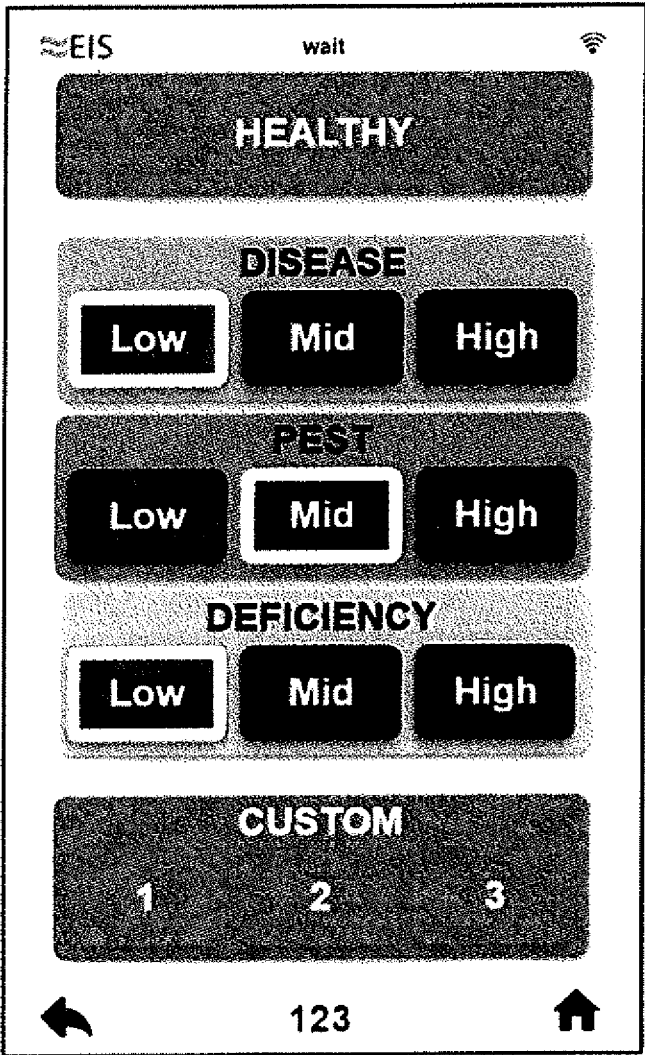 EIS wait
HEALTHY
DISEASE
Low Mid High
PEST
Low Mid High
DEFICIENCY
Low Mid High
CUSTOM
1 2 3
123